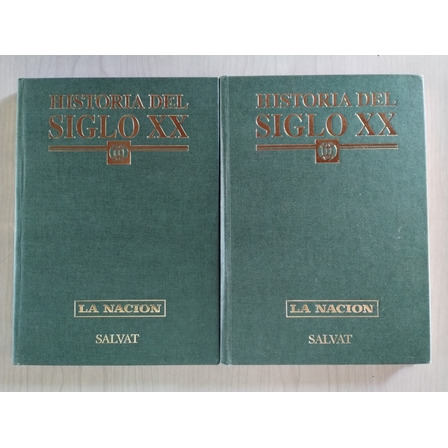 HISTORIA DEL
SIGLO XX
LA NACION
SALVAT
HISTORIA DEL
SIGLO XX
LA NACION
SALVAT